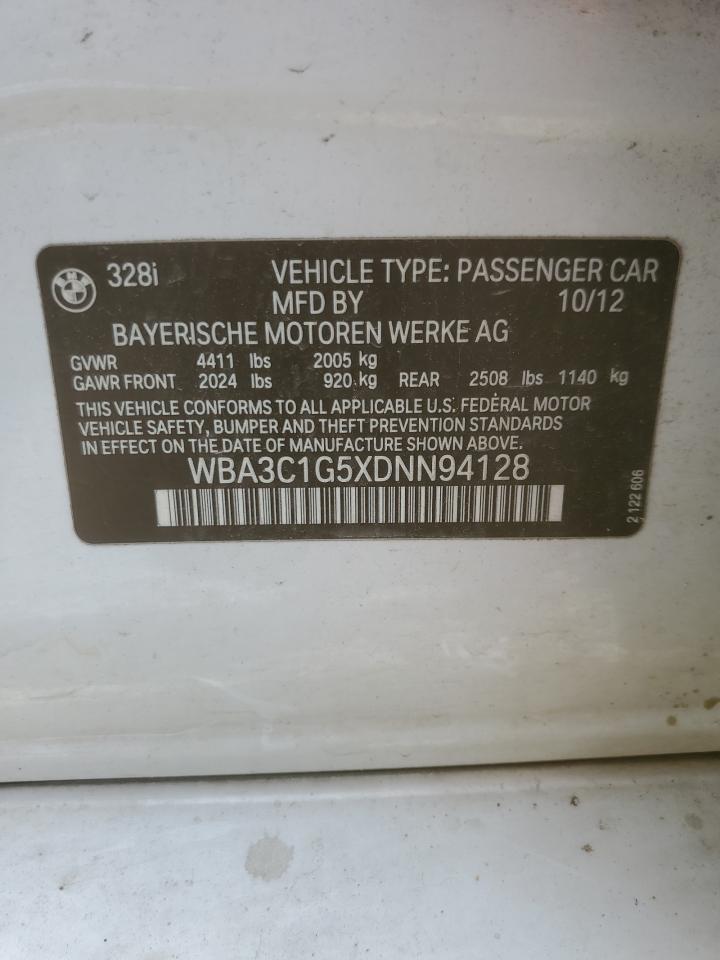 BMW
328i VEHICLE TYPE: PASSENGER CAR
MFD BY 10/12
BAYERISCHE MOTOREN WERKE AG
GVWR 4411 lbs 2005 kg
GAWR FRONT 2024 lbs 920 kg REAR 2508 lbs 1140 kg
THIS VEHICLE CONFORMS TO ALL APPLICABLE U.S. FEDERAL MOTOR
VEHICLE SAFETY, BUMPER AND THEFT PREVENTION STANDARDS
IN EFFECT ON THE DATE OF MANUFACTURE SHOWN ABOVE.
WBA3C1G5XDNN94128
2 122 606